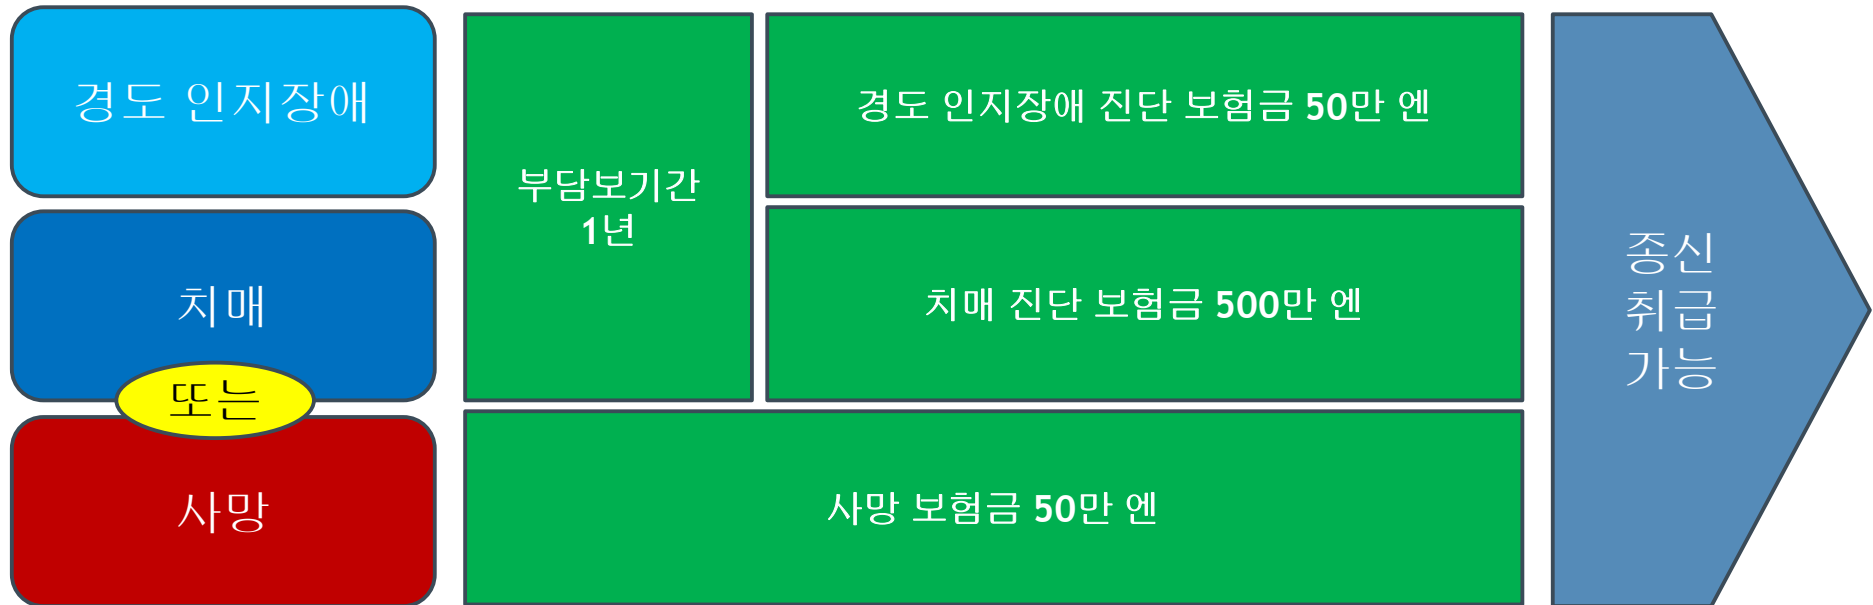 경도 인지장애
부담보기간
1년
경도 인지장애 진단 보험금 50만 엔
치매
치매 진단 보험금 500만 엔
또는
사망
사망 보험금 50만 엔
종신
취급
가능